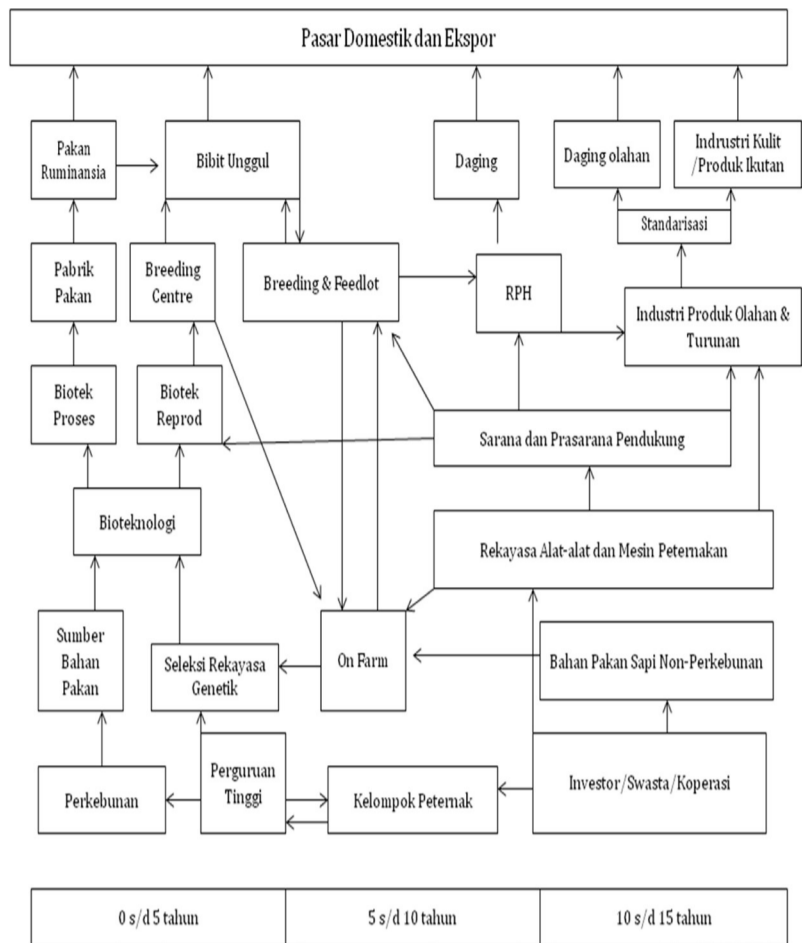 Pasar Domestik dan Ekspor
Pakan
Ruminansia
Bibit Unggul
Daging
Daging olahan
Indrustri Kulit
/Produk Ikutan
Standarisasi
Pabrik
Pakan
Breeding
Centre
Breeding & Feedlot
RPH
Industri Produk Olahan &
Turunan
Biotek
Proses
Biotek
Reprod
Sarana dan Prasarana Pendukung
Bioteknologi
Rekayasa Alat-alat dan Mesin Peternakan
Sumber
Bahan
Pakan
Seleksi Rekayasa
Genetik
On Farm
Bahan Pakan Sapi Non-Perkebunan
Perkebunan
Perguruan
Tinggi
Kelompok Peternak
Investor/Swasta/Koperasi
0 s/d 5 tahun
5 s/d 10 tahun
10 s/d 15 tahun